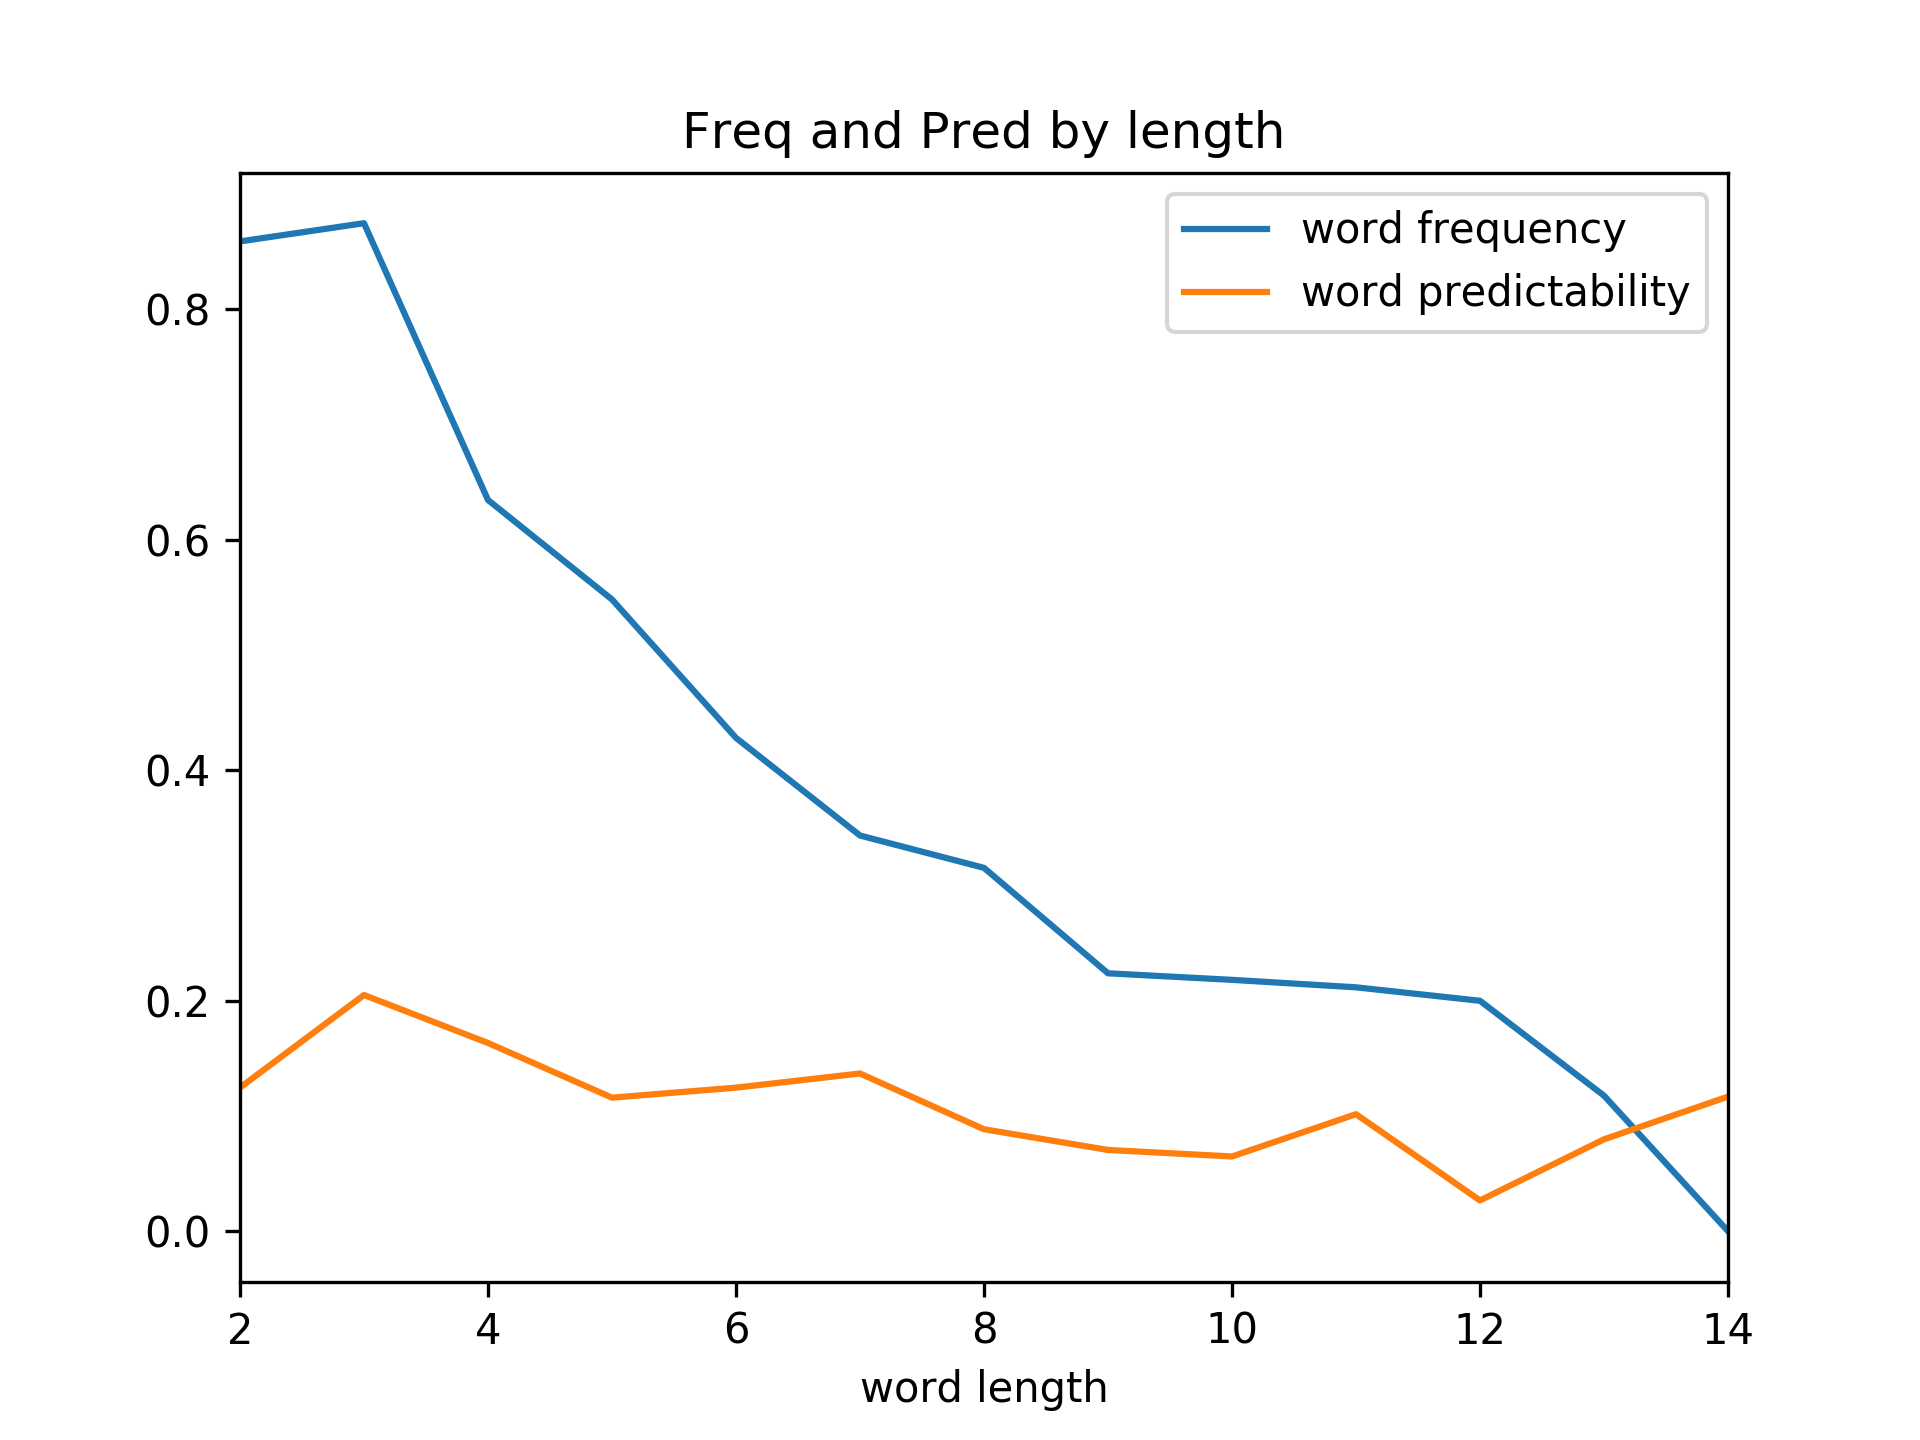 Freq and Pred by length
word frequency
word predictability
0.8
0.6
0.4
0.2
0.0
2 4 6 8 10 12 14
word length